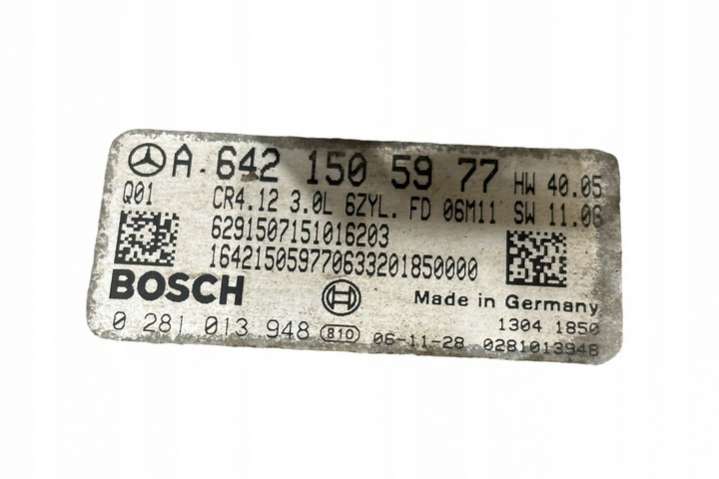 A 642 150 59 77 HW 40.05
Q01 CR4.12 3.0L 6ZYL. FD 06M11 SW 11.06
6291507151016203
164215059770633201850000
BOSCH Made in Germany
1304 1850
0 281 013 948 810 06-11-28 0281013948